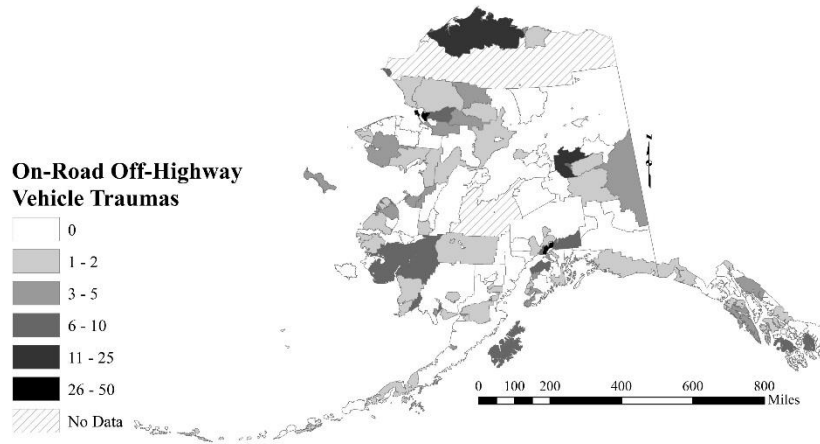 On-Road Off-Highway
Vehicle Traumas
0
1 - 2
3 - 5
6 - 10
11 - 25
26 - 50
No Data
0 100 200 400 600 800
Miles